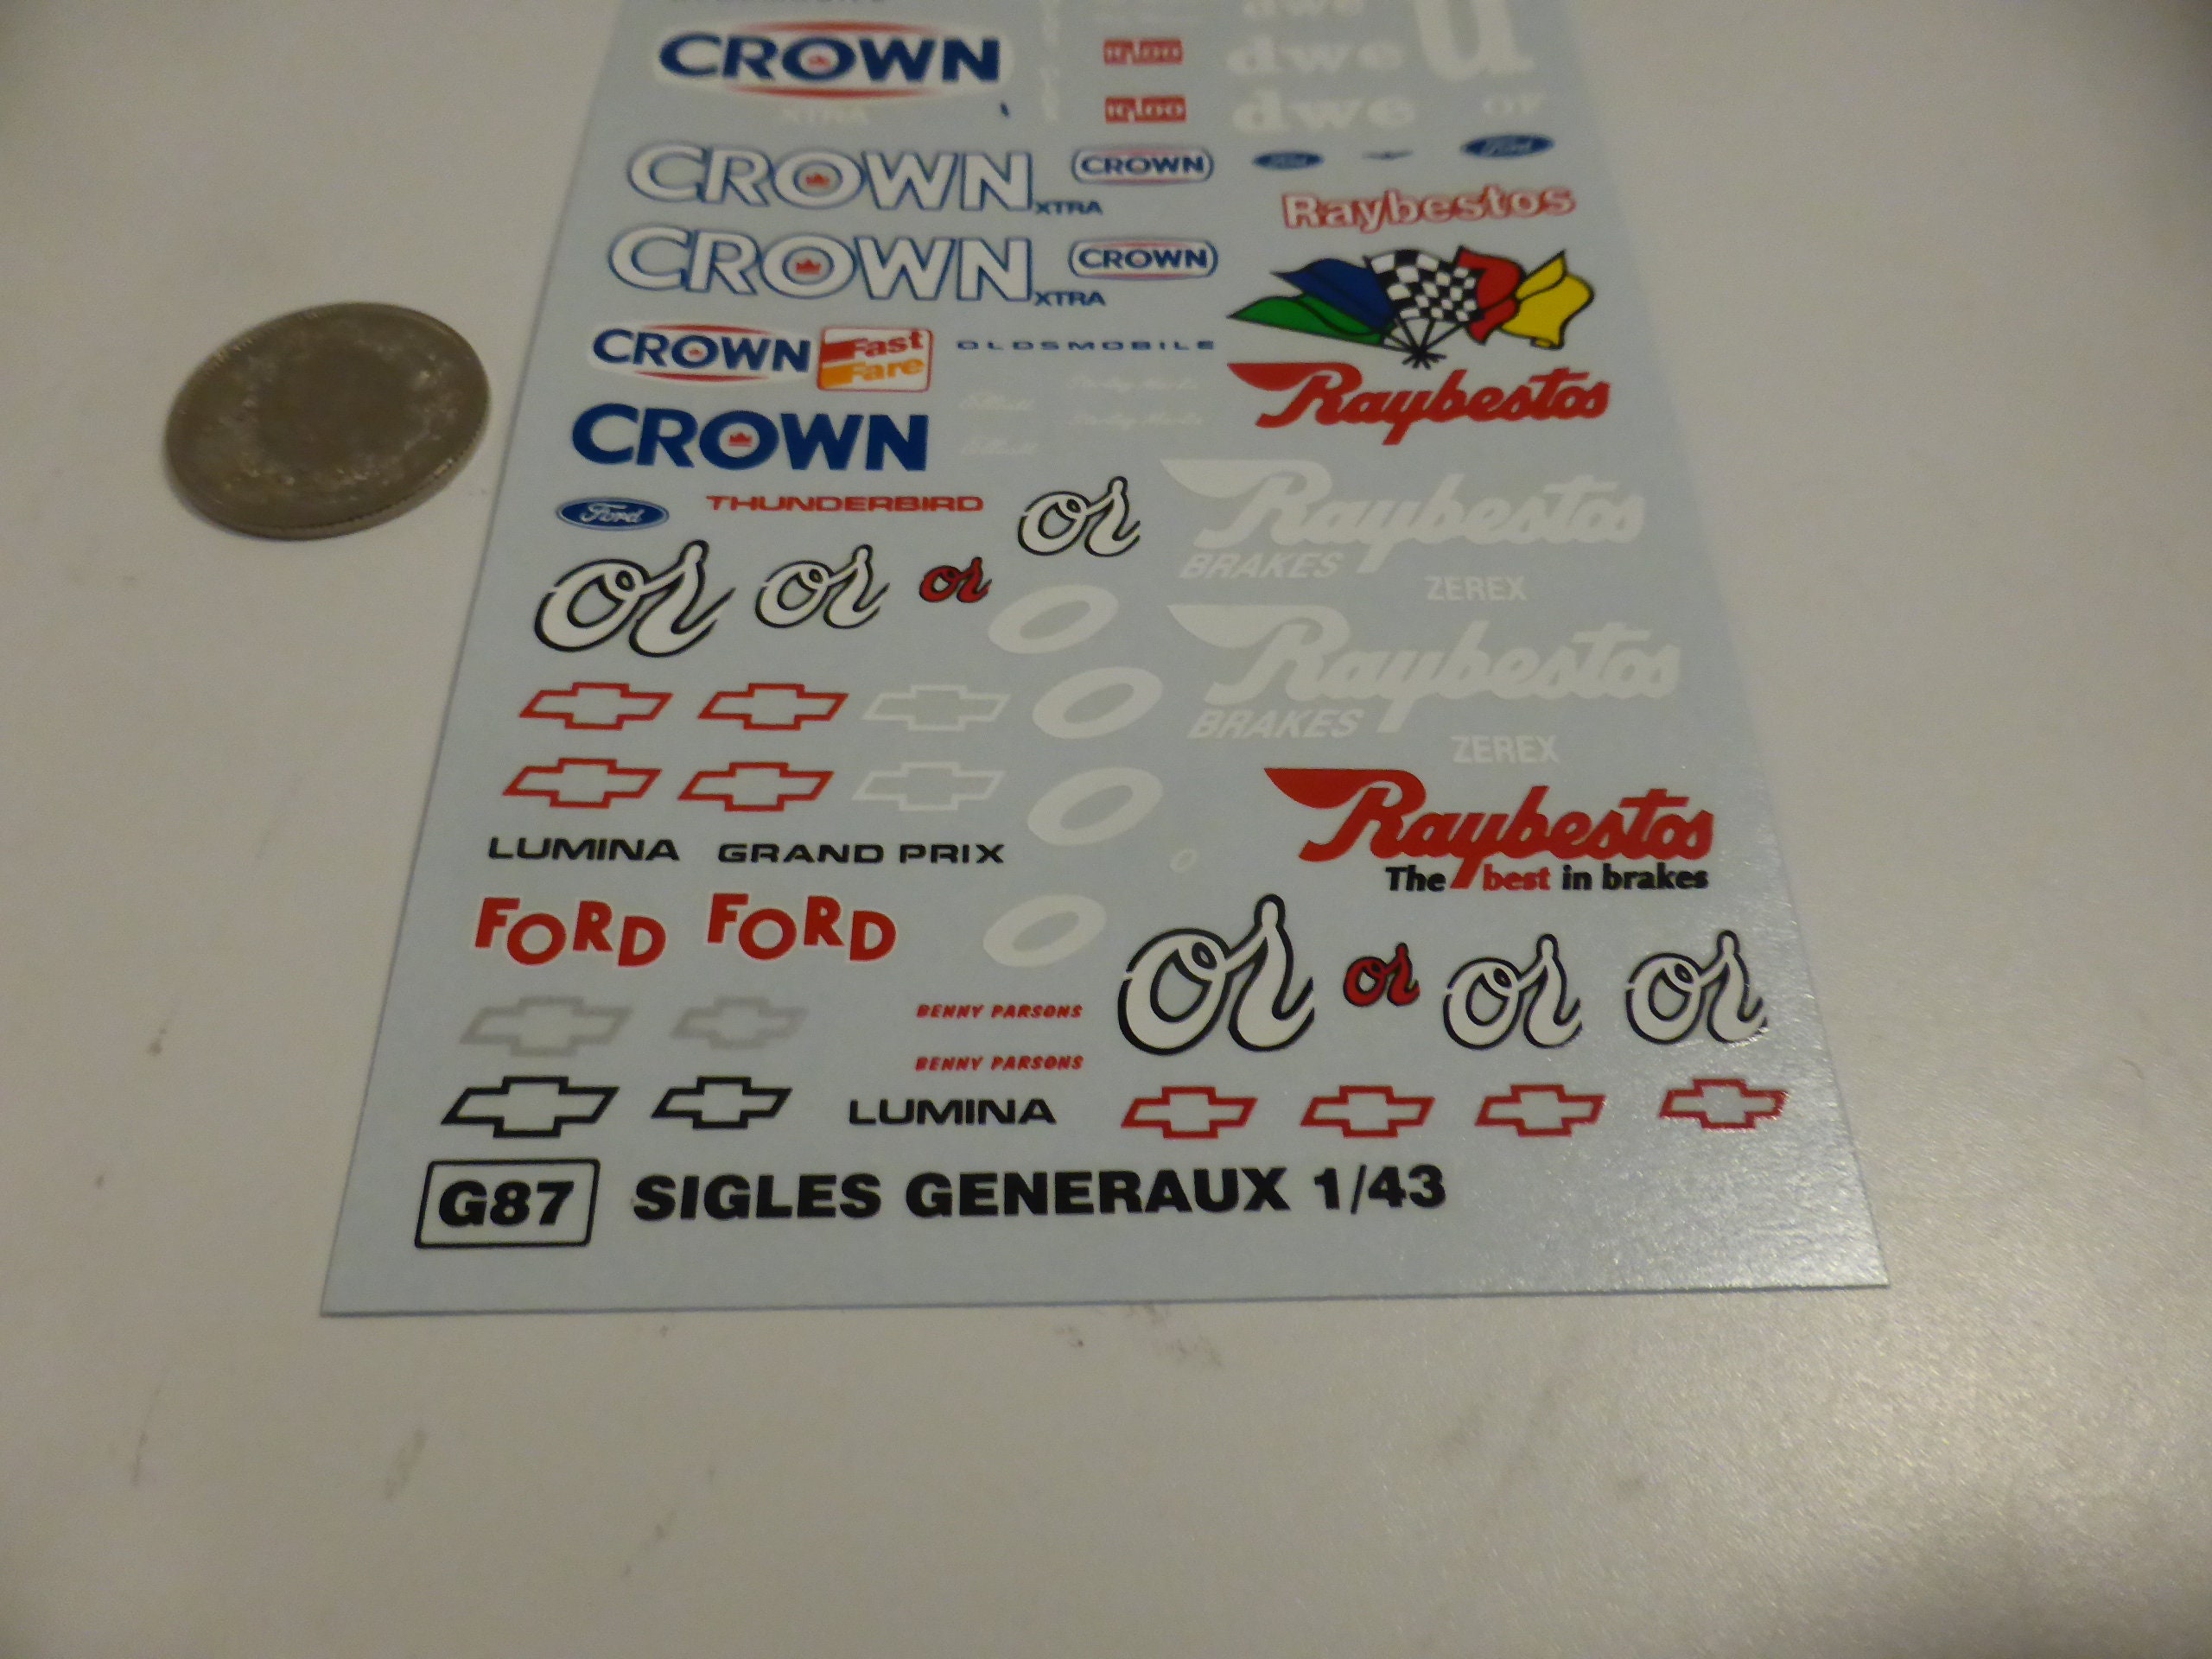 CROWN
XTRA
Igloo
Igloo
dwe
dwe
dwe
u
or
CROWN XTRA
CROWN
Ford
Ford
Raybestos
CROWN XTRA
CROWN
CROWN
Fast
Fare
OLDSMOBILE
Raybestos
CROWN
Ford
THUNDERBIRD
or
Raybestos
BRAKES
ZEREX
or or or
O
Raybestos
BRAKES
ZEREX
O
O
LUMINA
GRAND PRIX
O
Raybestos
The best in brakes
FORD
FORD
O
or or or or
BENNY PARSONS
BENNY PARSONS
LUMINA
G87 SIGLES GENERAUX 1/43